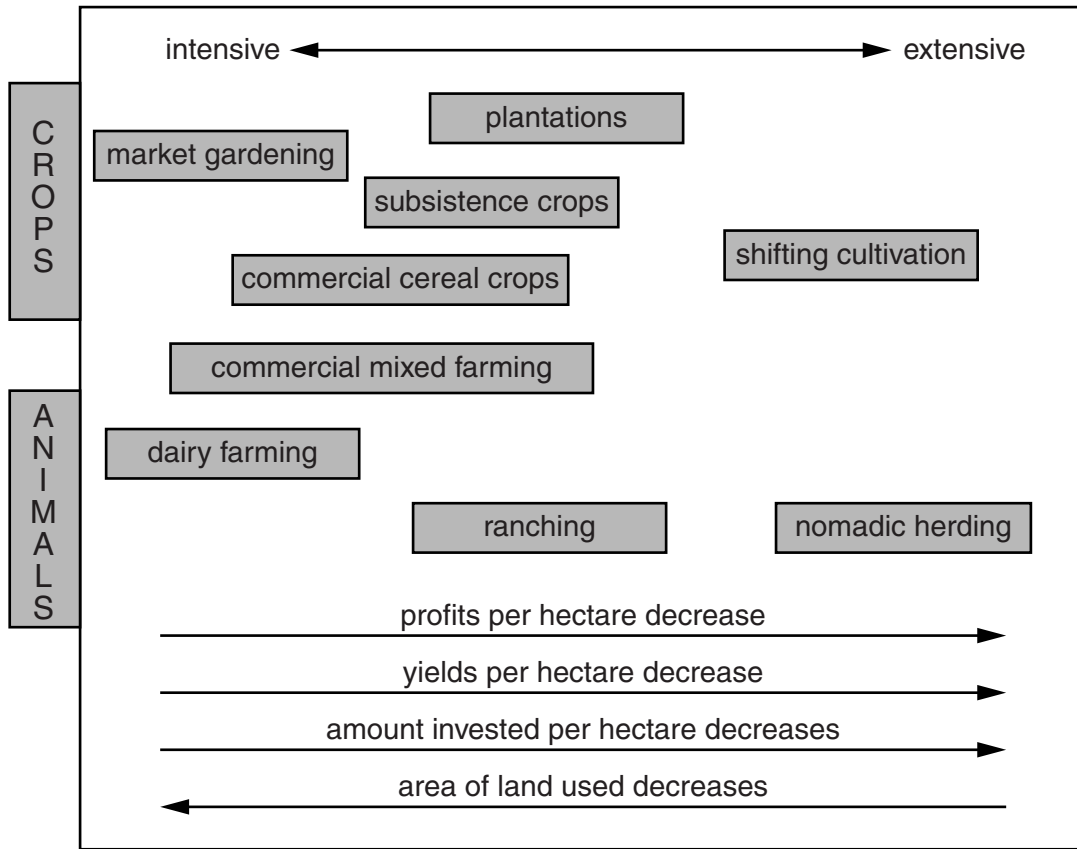 intensive extensive
CROPS
plantations
market gardening
subsistence crops
shifting cultivation
commercial cereal crops
commercial mixed farming
ANIMALS
dairy farming
ranching nomadic herding
profits per hectare decrease
yields per hectare decrease
amount invested per hectare decreases
area of land used decreases